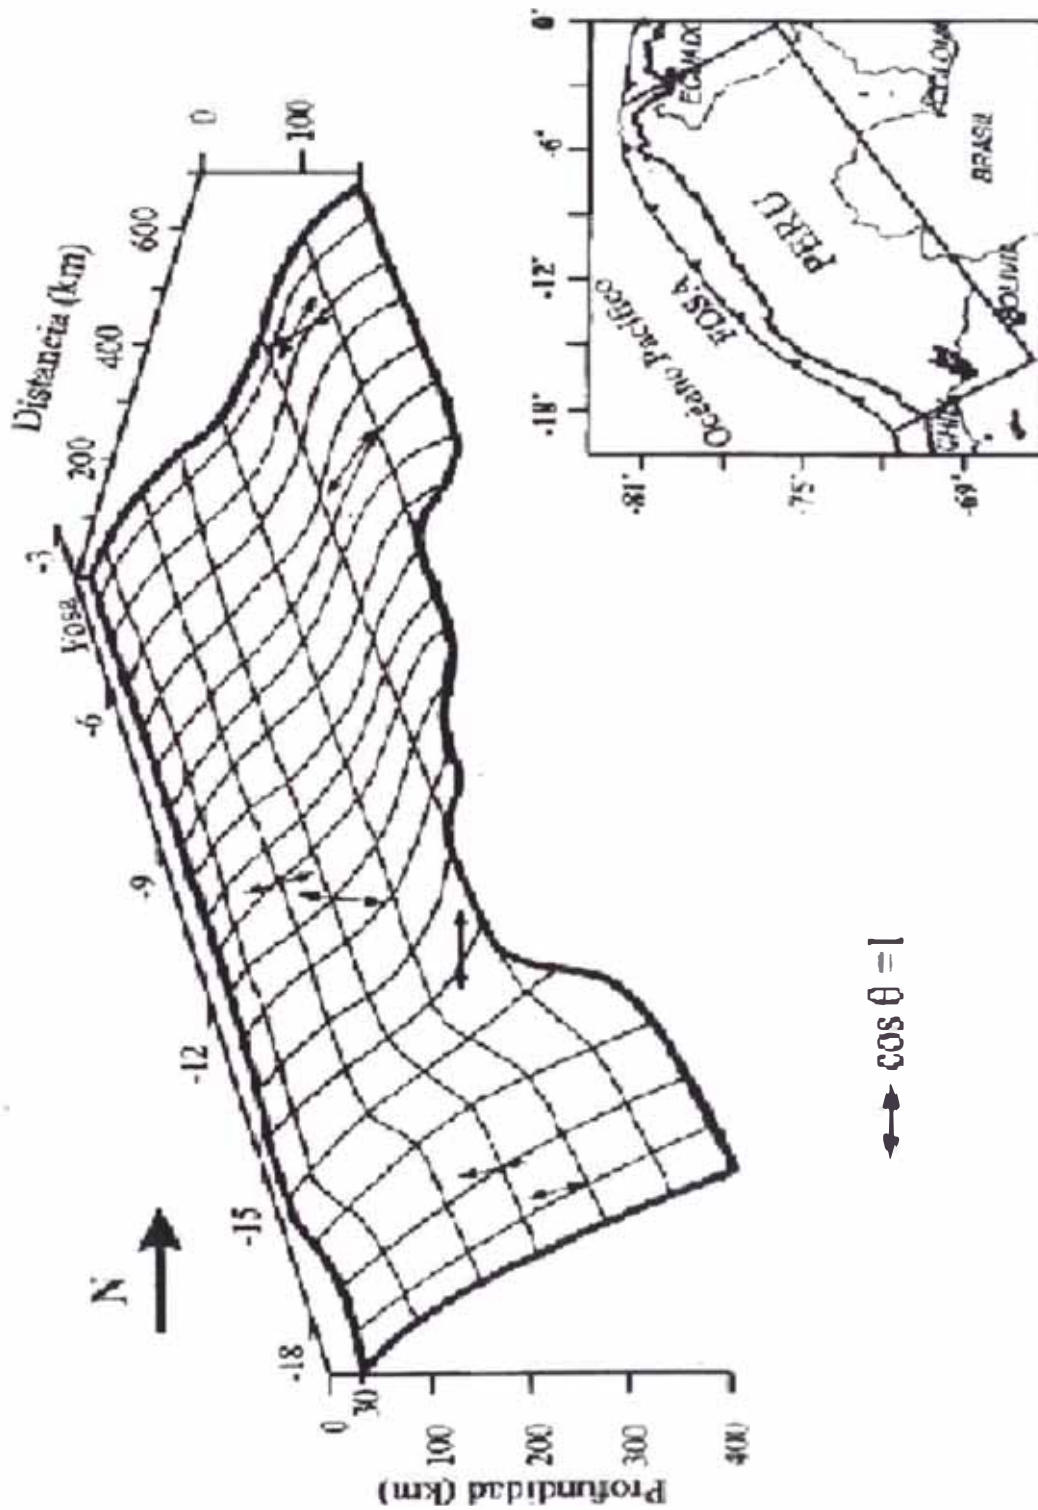 Distancia (km)
0
200
400
600
0
100
Fosa
-3
-6
-9
-12
-15
-18
N
0
30
100
200
300
400
Profundidad (km)
cos θ = 1
0°
-6°
-12°
-18°
-81°
-75°
-69°
Océano Pacífico
FOSA
PERU
BRASIL
BOLIVIA